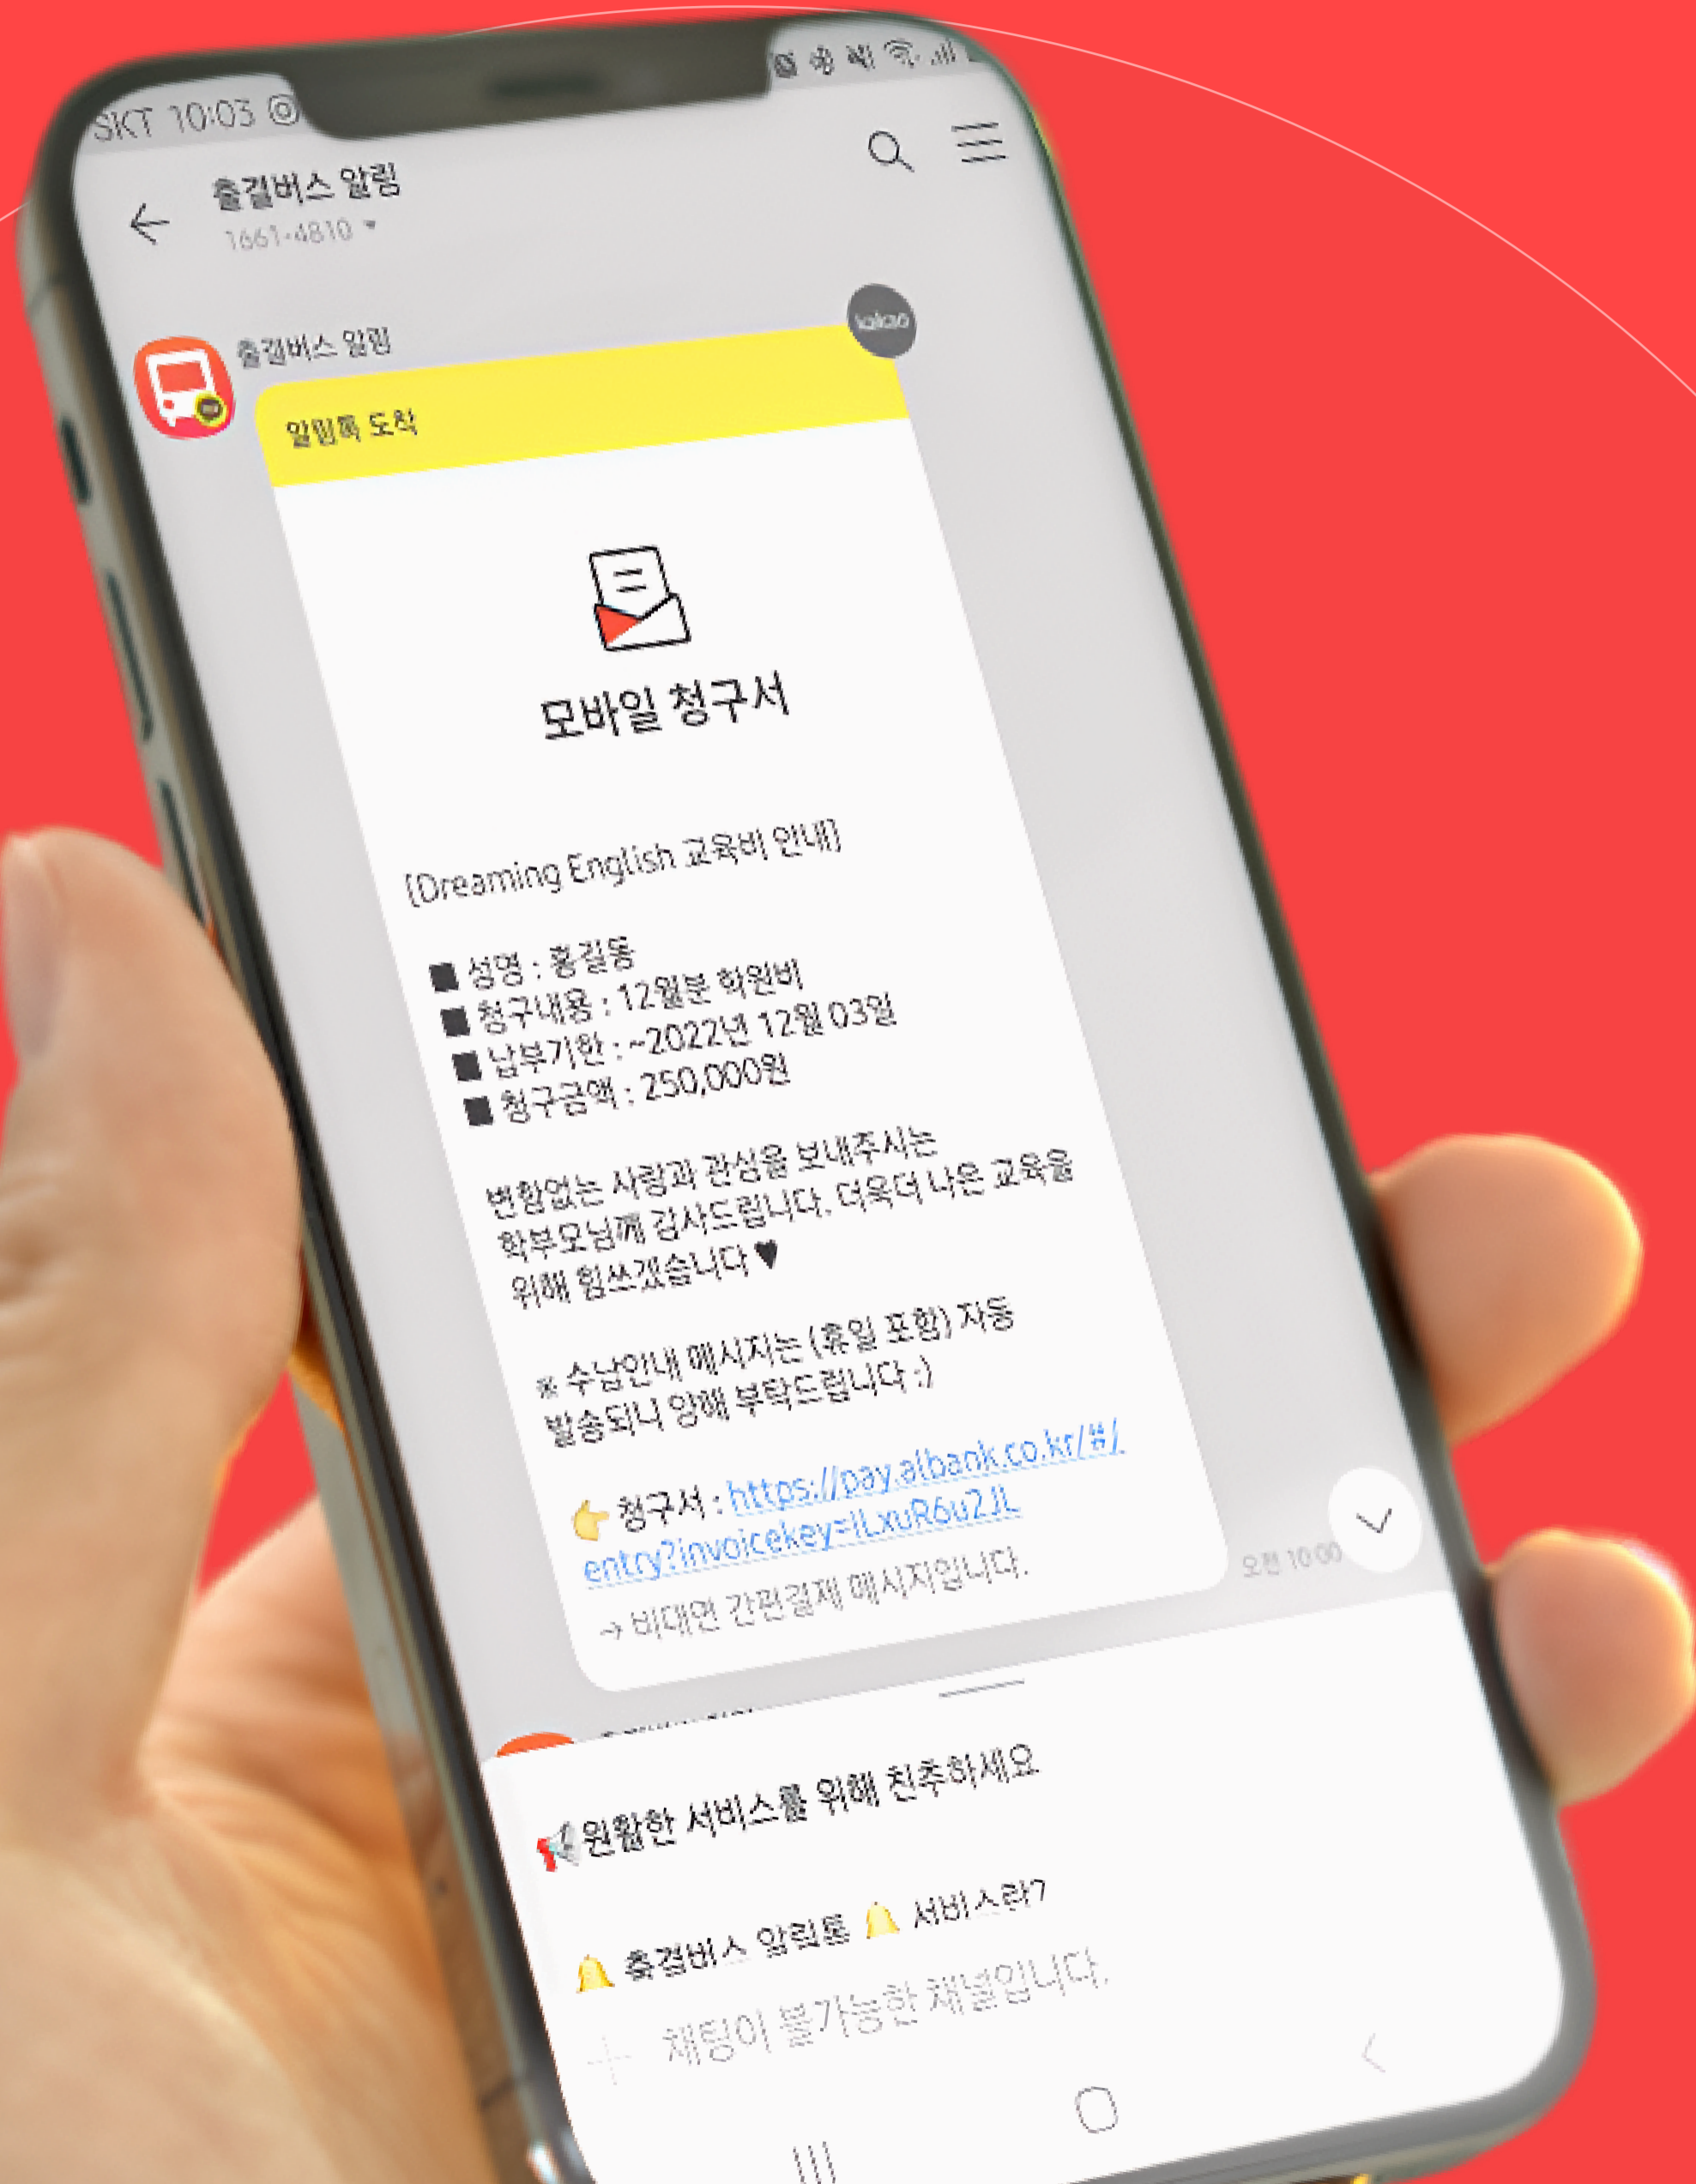 SKT 10:03
출결버스 알림
1661-4810
출결버스 알림
kakao
알림톡 도착
모바일 청구서
[Dreaming English 교육비 안내]
■ 성명 : 홍길동
■ 청구내용 : 12월분 학원비
■ 납부기한 : ~2022년 12월 03일
■ 청구금액 : 250,000원
변함없는 사랑과 관심을 보내주시는
학부모님께 감사드립니다. 더욱더 나은 교육을
위해 힘쓰겠습니다 ♥
※ 수납안내 메시지는 (휴일 포함) 자동
발송되니 양해 부탁드립니다 :)
👉 청구서 : https://pay.albank.co.kr/#/
entry?invoicekey=ILxuR6u2JL
→ 비대면 간편결제 메시지입니다.
오전 10:00
📢원활한 서비스를 위해 친추하세요
🔔 출결버스 알림톡 🔔 서비스란?
채팅이 불가능한 채널입니다.